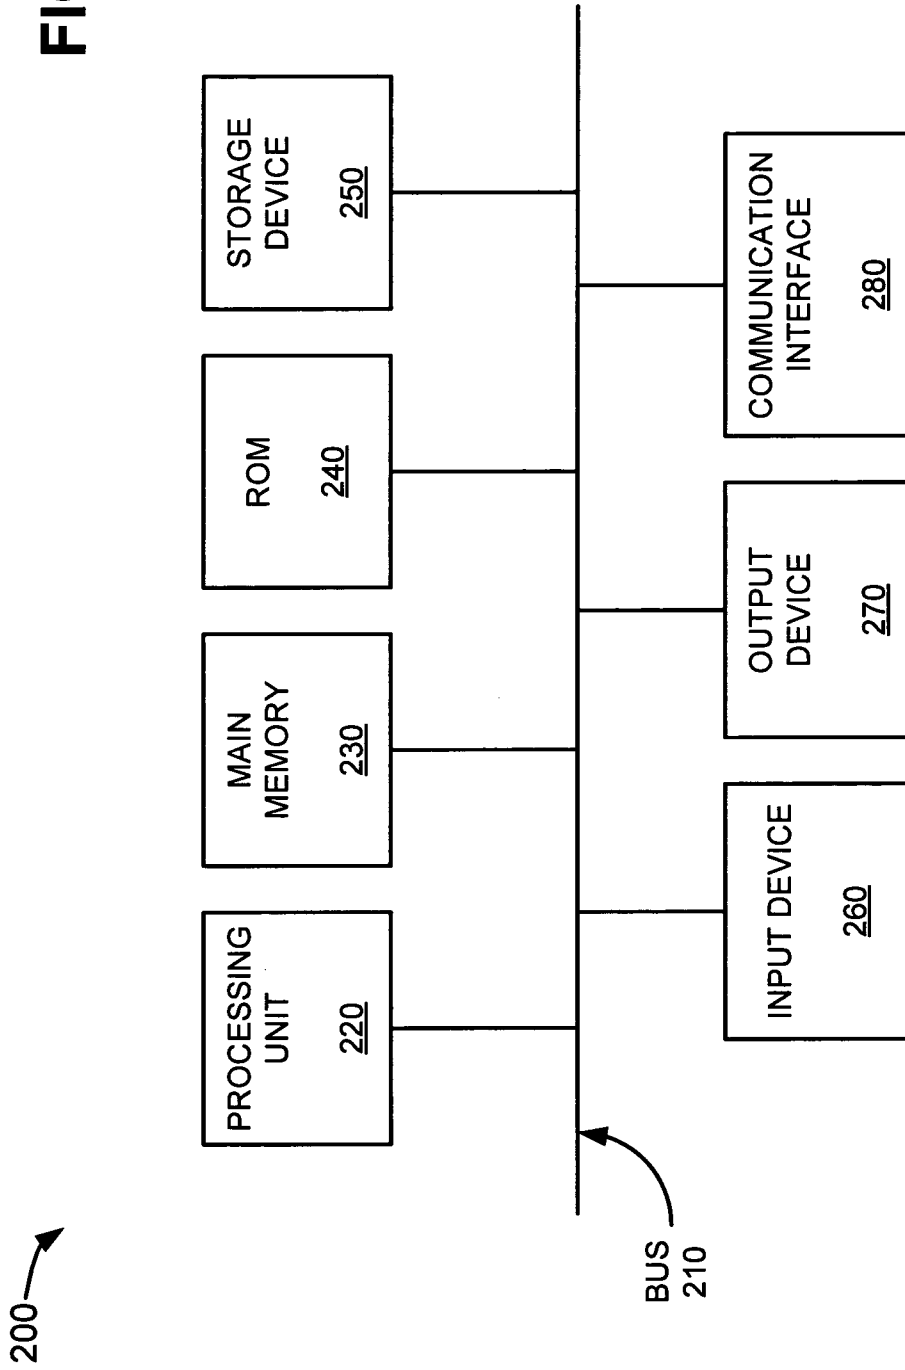 200
PROCESSING
UNIT
220
MAIN
MEMORY
230
ROM
240
STORAGE
DEVICE
250
BUS
210
INPUT DEVICE
260
OUTPUT
DEVICE
270
COMMUNICATION
INTERFACE
280